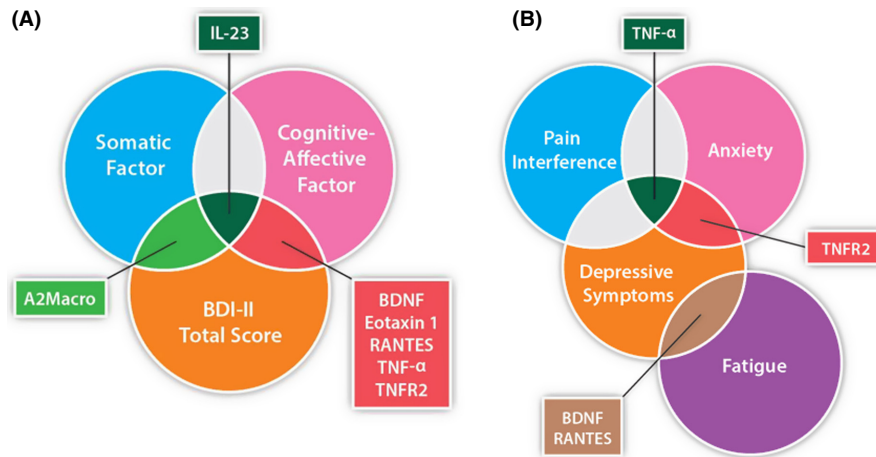 (A)
IL-23
Somatic
Factor
Cognitive-
Affective
Factor
A2Macro
BDI-II
Total Score
BDNF
Eotaxin 1
RANTES
TNF-α
TNFR2
(B)
TNF-α
Pain
Interference
Anxiety
TNFR2
Depressive
Symptoms
Fatigue
BDNF
RANTES